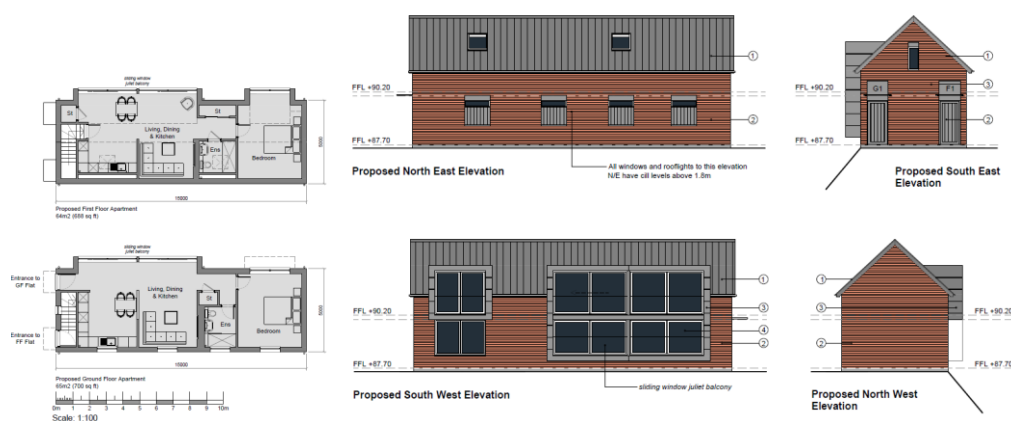 sliding window
juliet balcony
St
St
Living, Dining
& Kitchen
Ens
Bedroom
5000
15500
Proposed First Floor Apartment
64m2 (688 sq ft)
sliding window
juliet balcony
Entrance to
GF Flat
Living, Dining
& Kitchen
St
Ens
Bedroom
5000
Entrance to
FF Flat
15500
Proposed Ground Floor Apartment
65m2 (700 sq ft)
0m 1 2 3 4 5 6 7 8 9 10m
Scale: 1:100
FFL +90.20
FFL +87.70
1
2
All windows and rooflights to this elevation
N/E have cill levels above 1.8m
Proposed North East Elevation
FFL +90.20
FFL +87.70
G1
F1
1
3
2
Proposed South East
Elevation
FFL +90.20
FFL +87.70
1
3
4
2
sliding window juliet balcony
Proposed South West Elevation
1
3
2
FFL +90.20
FFL +87.70
Proposed North West
Elevation